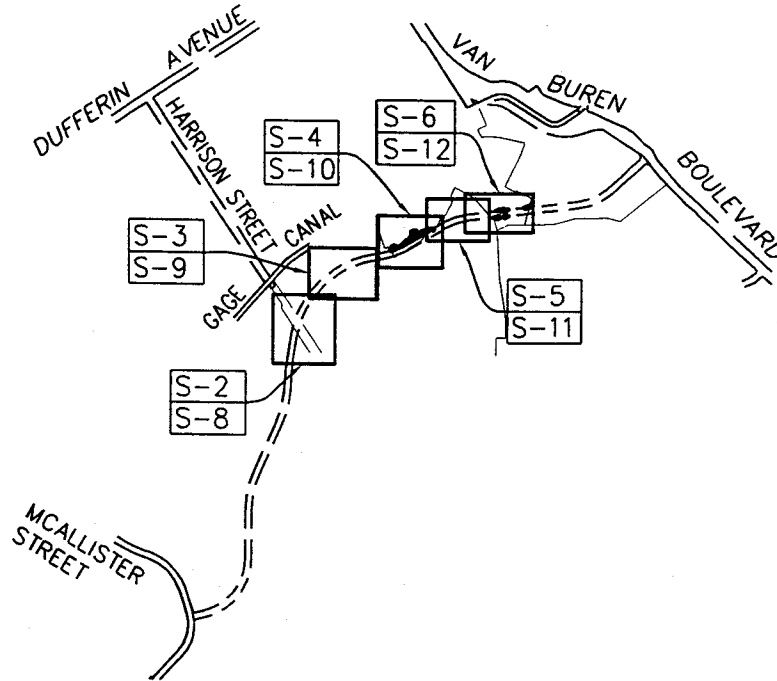 DUFFERIN AVENUE
HARRISON STREET
GAGE CANAL
VAN BUREN BOULEVARD
S-4
S-10
S-6
S-12
S-3
S-9
S-5
S-11
S-2
S-8
MCALLISTER
STREET